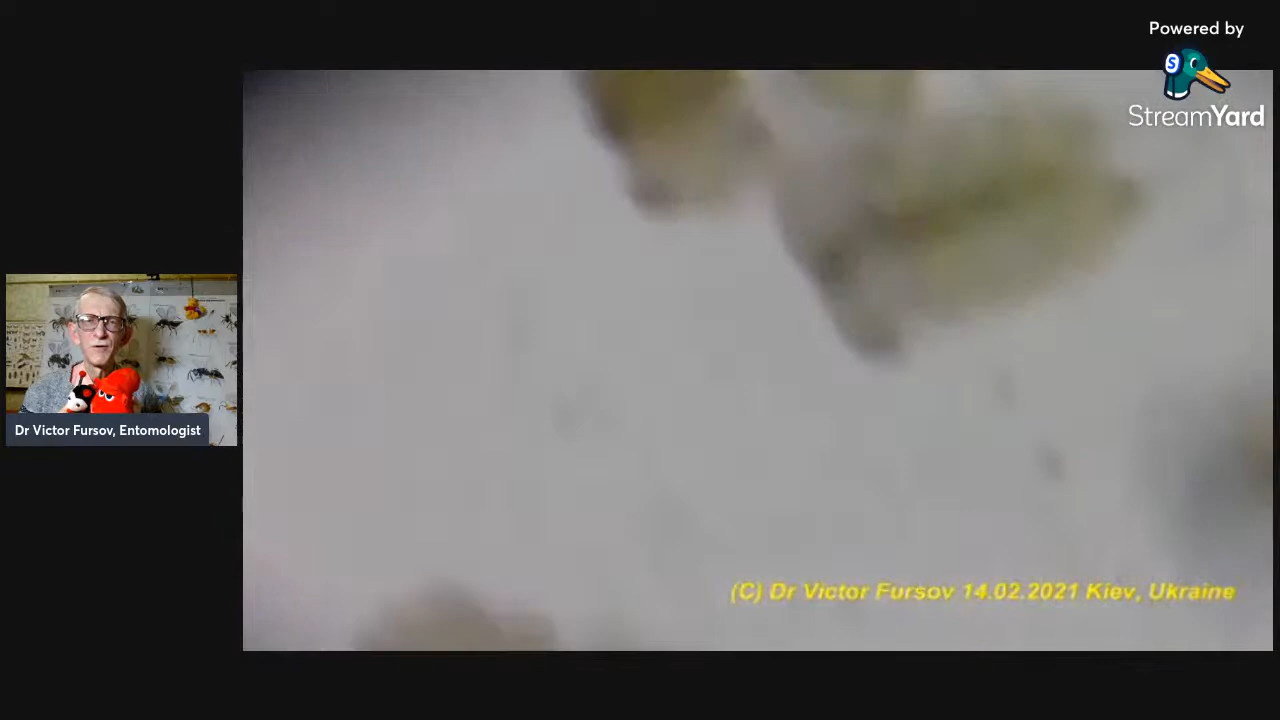 Powered by
StreamYard
Dr Victor Fursov, Entomologist
(C) Dr Victor Fursov 14.02.2021 Kiev, Ukraine